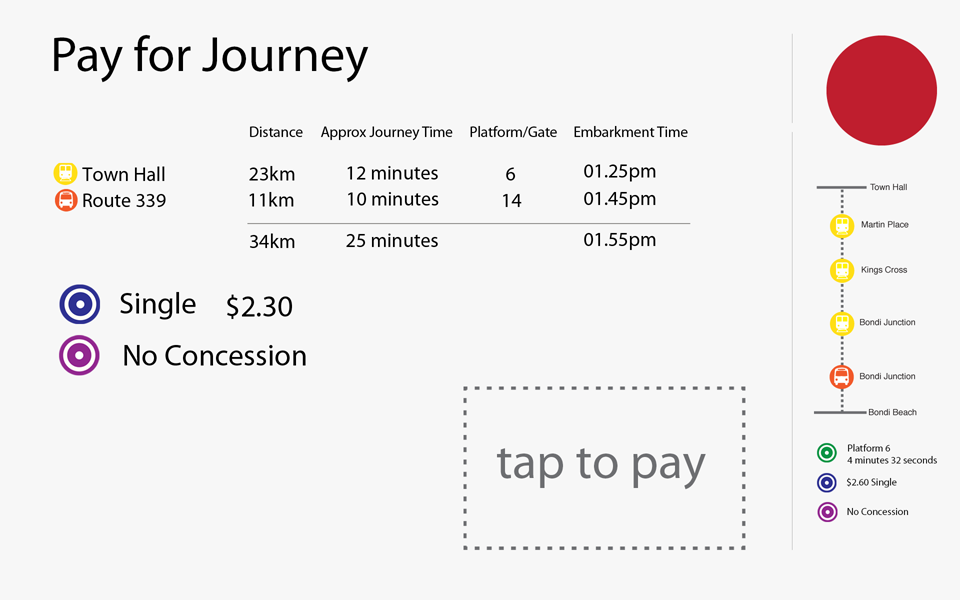 Pay for Journey
Distance Approx Journey Time Platform/Gate Embarkment Time
Town Hall 23km 12 minutes 6 01.25pm
Route 339 11km 10 minutes 14 01.45pm
34km 25 minutes 01.55pm
Single $2.30
No Concession
tap to pay
Town Hall
Martin Place
Kings Cross
Bondi Junction
Bondi Junction
Bondi Beach
Platform 6
4 minutes 32 seconds
$2.60 Single
No Concession